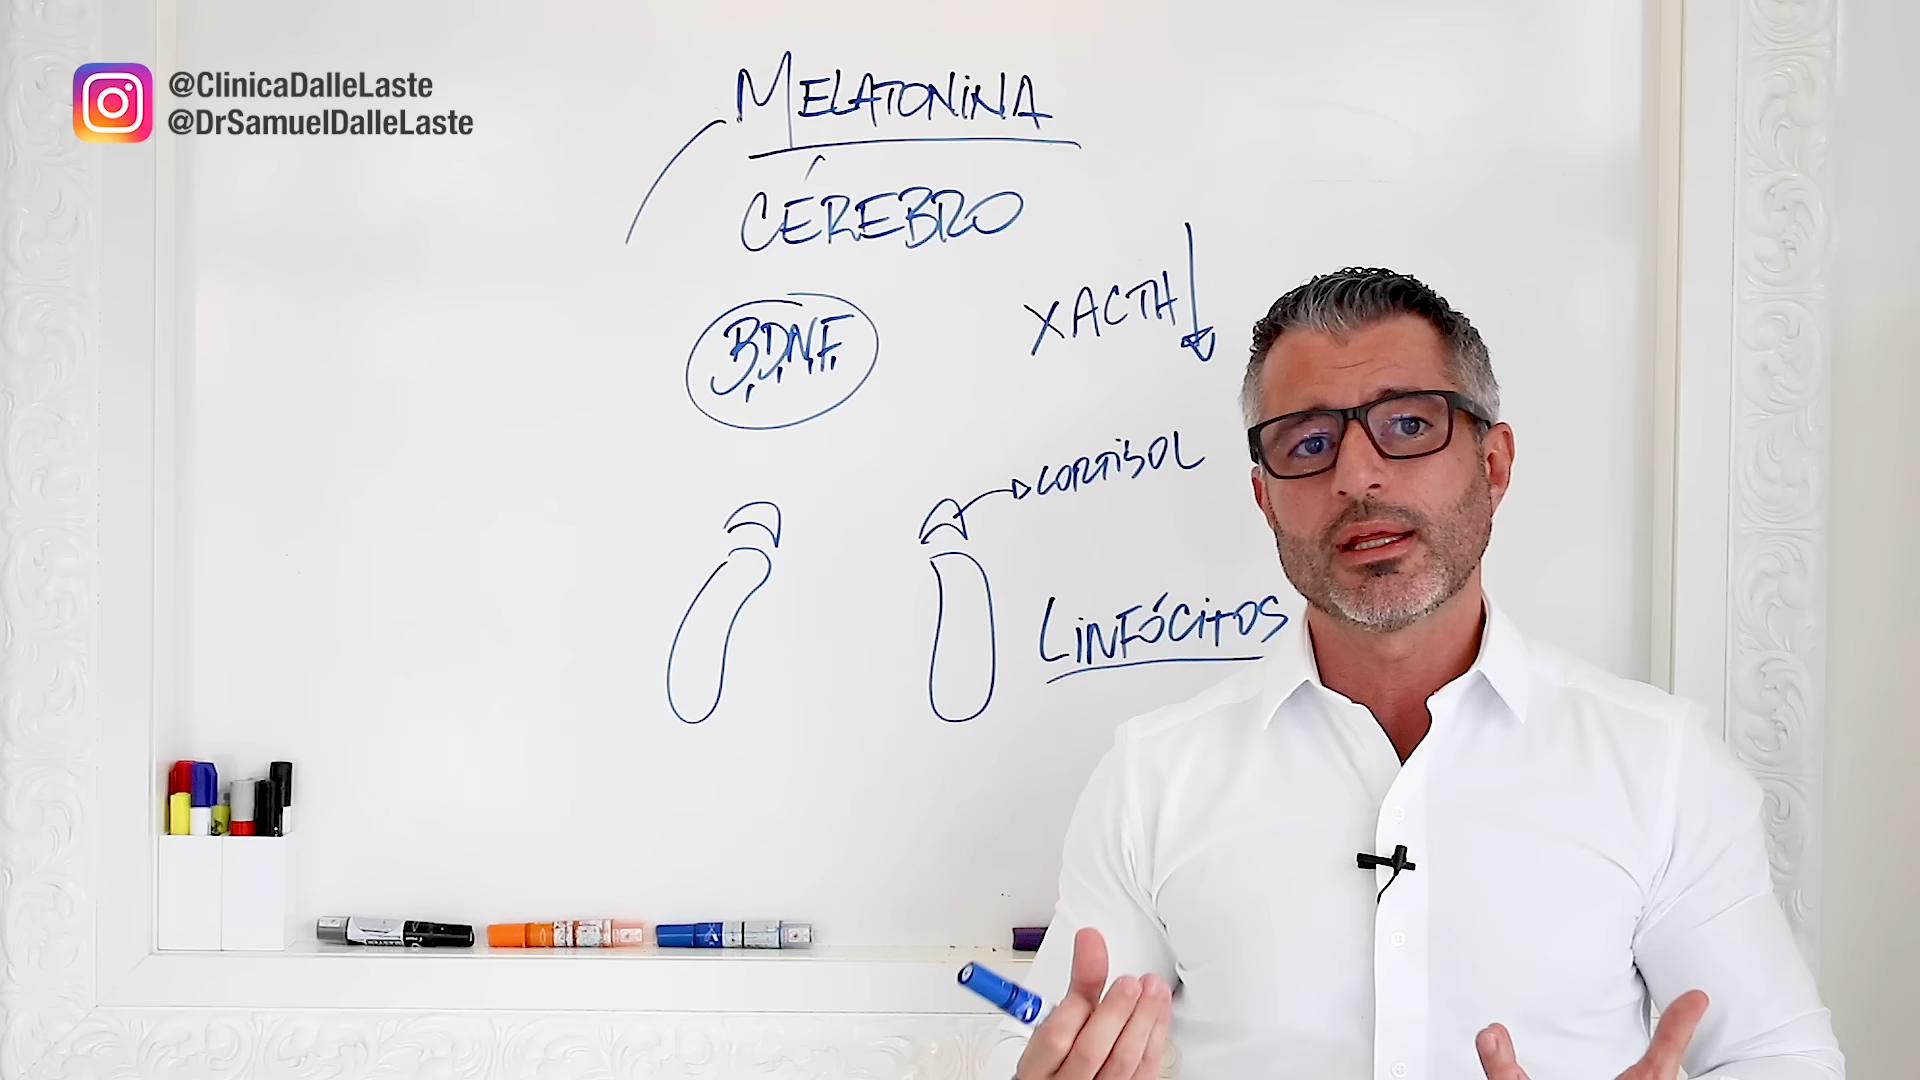 @ClinicaDalleLaste
@DrSamuelDalleLaste
MELATONINA
CÉREBRO
BDNF
XACTH
CORTISOL
LINFÓCITOS